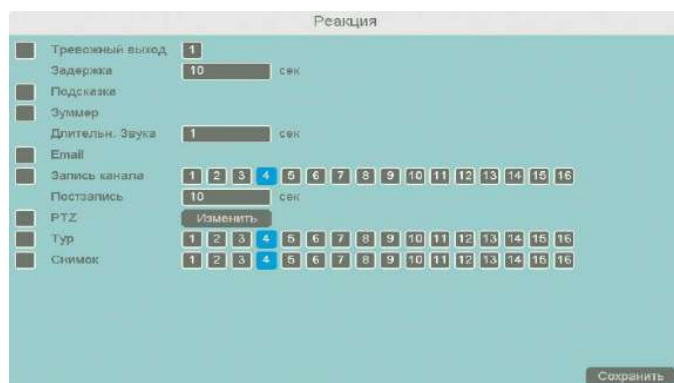 Реакция
Тревожный выход 1
Задержка 10 сек
Подсказка
Зуммер
Длительн. Звука 1 сек
Email
Запись канала 1 2 3 4 5 6 7 8 9 10 11 12 13 14 15 16
Постзапись 10 сек
PTZ Изменить
Тур 1 2 3 4 5 6 7 8 9 10 11 12 13 14 15 16
Снимок 1 2 3 4 5 6 7 8 9 10 11 12 13 14 15 16
Сохранить